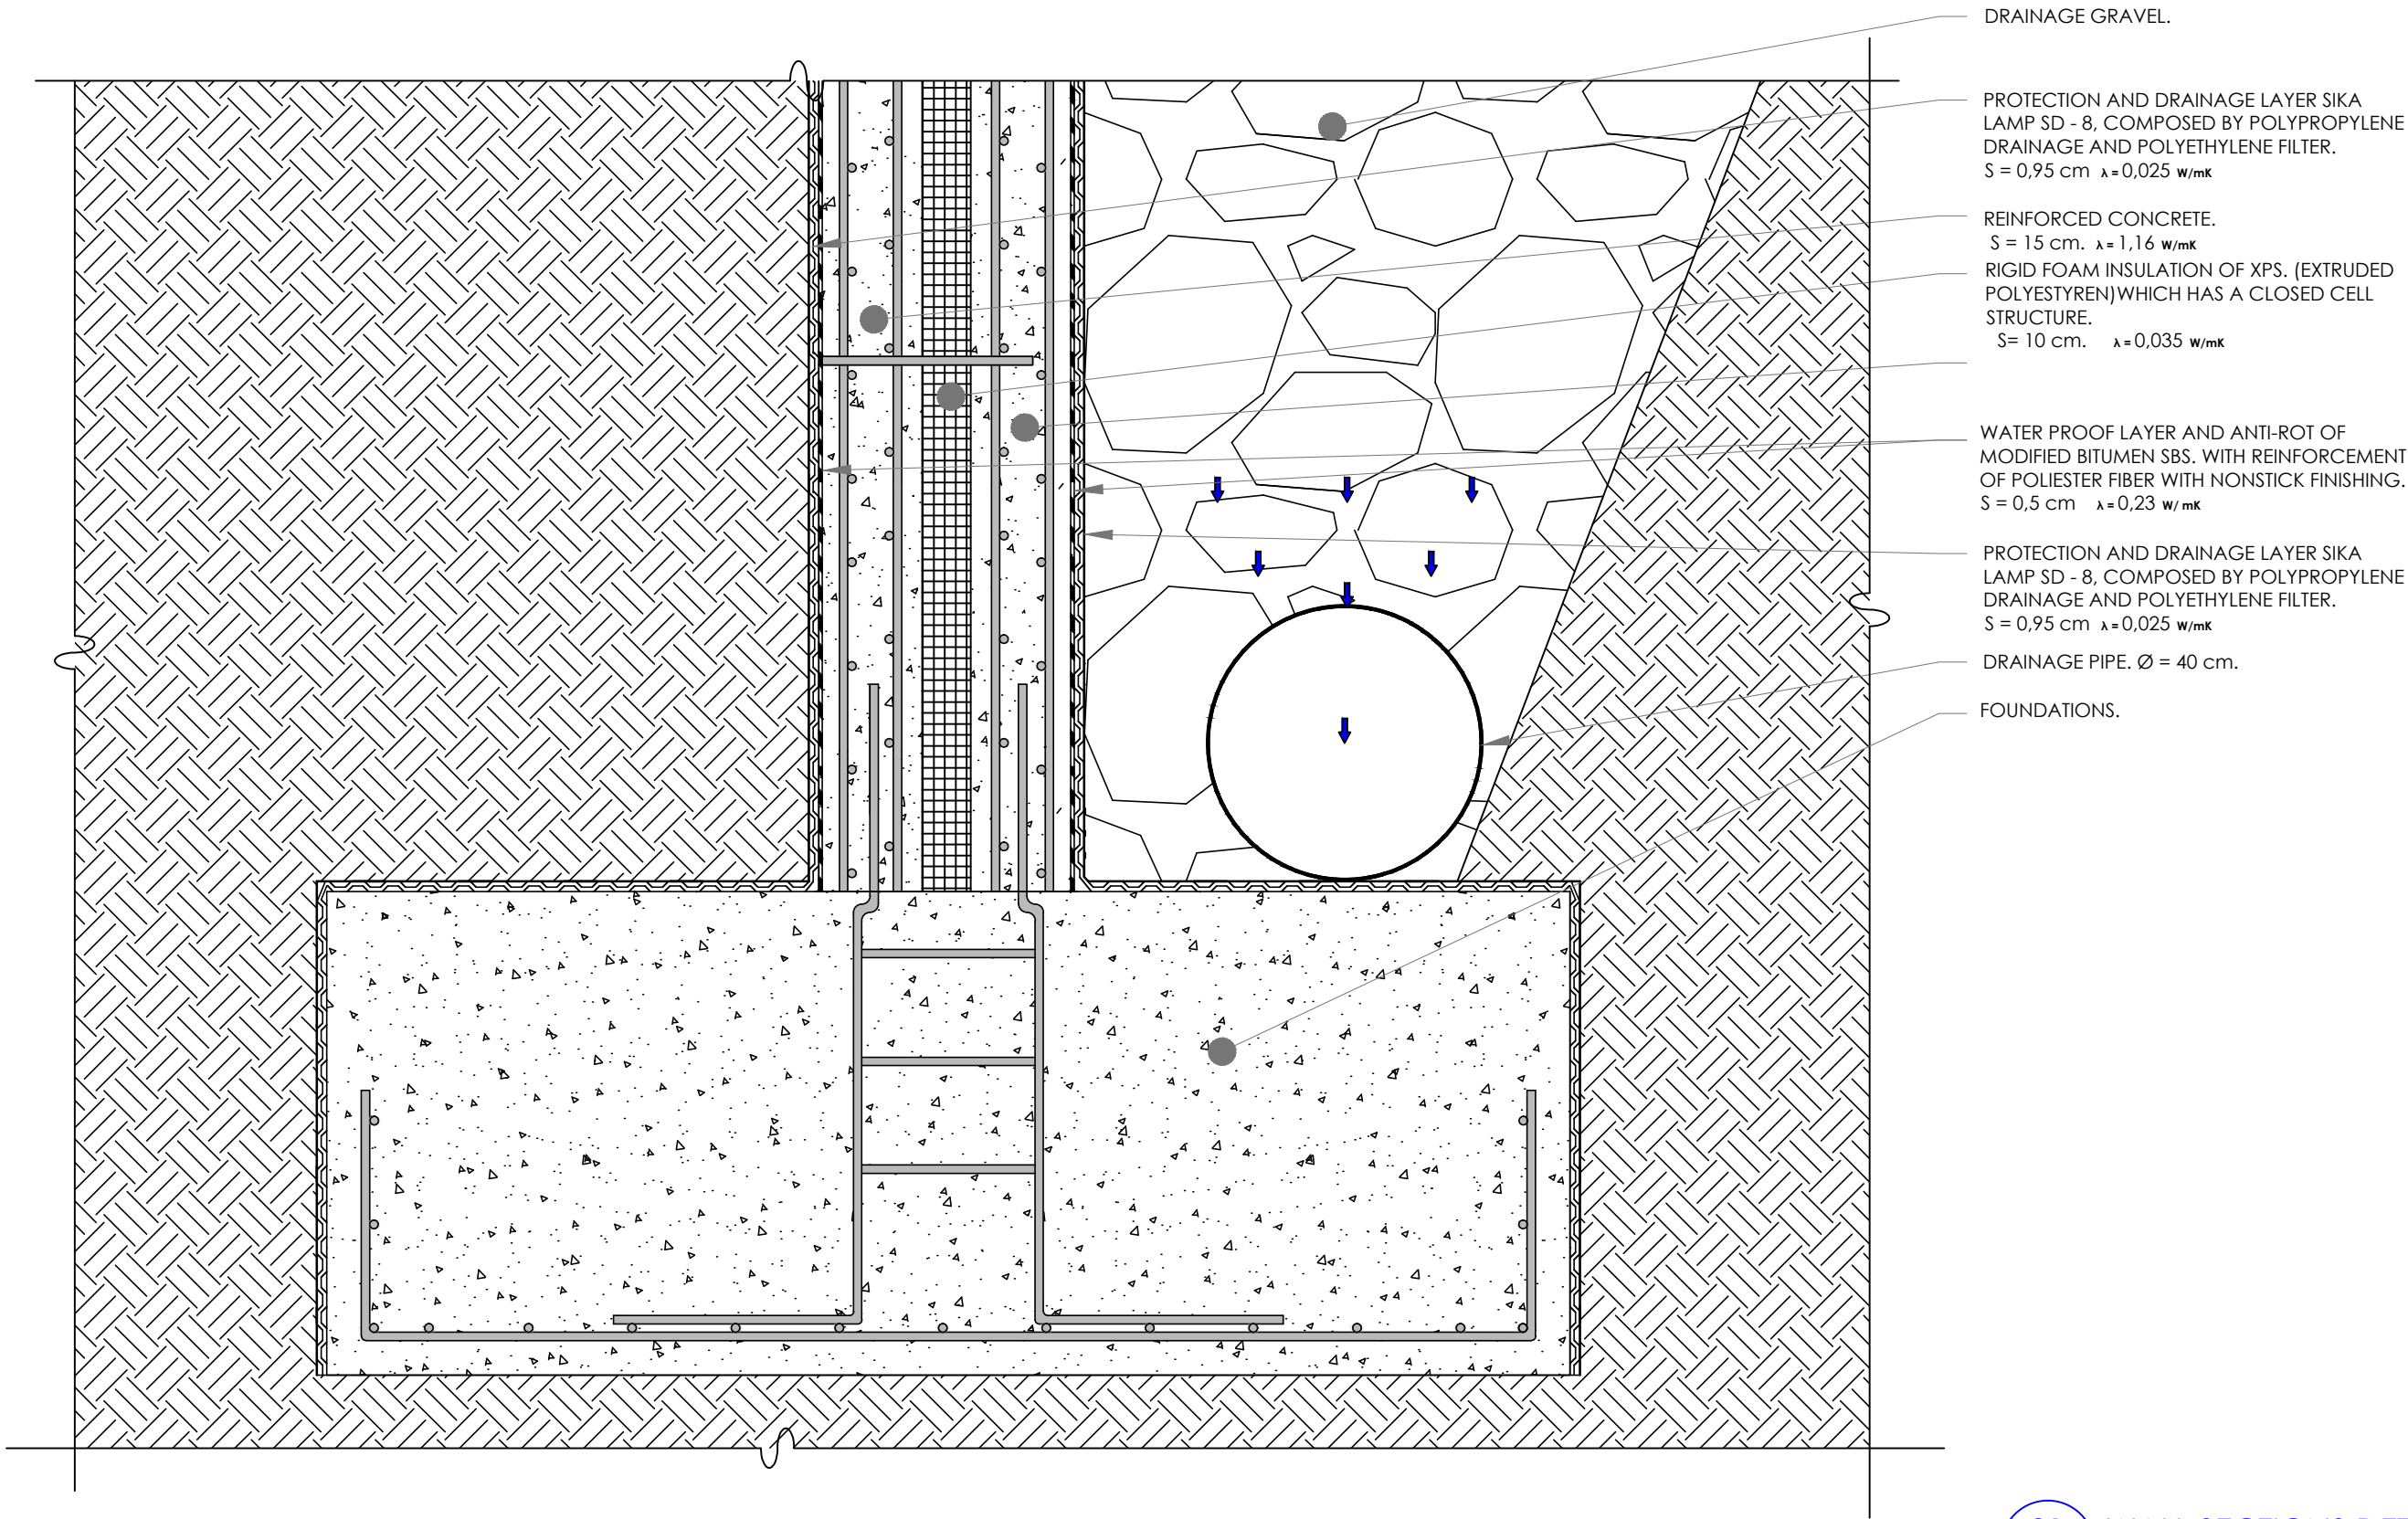 DRAINAGE GRAVEL.
PROTECTION AND DRAINAGE LAYER SIKA
LAMP SD - 8, COMPOSED BY POLYPROPYLENE
DRAINAGE AND POLYETHYLENE FILTER.
S = 0,95 cm λ = 0,025 W/mK
REINFORCED CONCRETE.
S = 15 cm. λ = 1,16 W/mK
RIGID FOAM INSULATION OF XPS. (EXTRUDED
POLYESTYREN)WHICH HAS A CLOSED CELL
STRUCTURE.
S= 10 cm. λ = 0,035 W/mK
WATER PROOF LAYER AND ANTI-ROT OF
MODIFIED BITUMEN SBS. WITH REINFORCEMENT
OF POLIESTER FIBER WITH NONSTICK FINISHING.
S = 0,5 cm λ = 0,23 W/ mK
PROTECTION AND DRAINAGE LAYER SIKA
LAMP SD - 8, COMPOSED BY POLYPROPYLENE
DRAINAGE AND POLYETHYLENE FILTER.
S = 0,95 cm λ = 0,025 W/mK
DRAINAGE PIPE. Ø = 40 cm.
FOUNDATIONS.